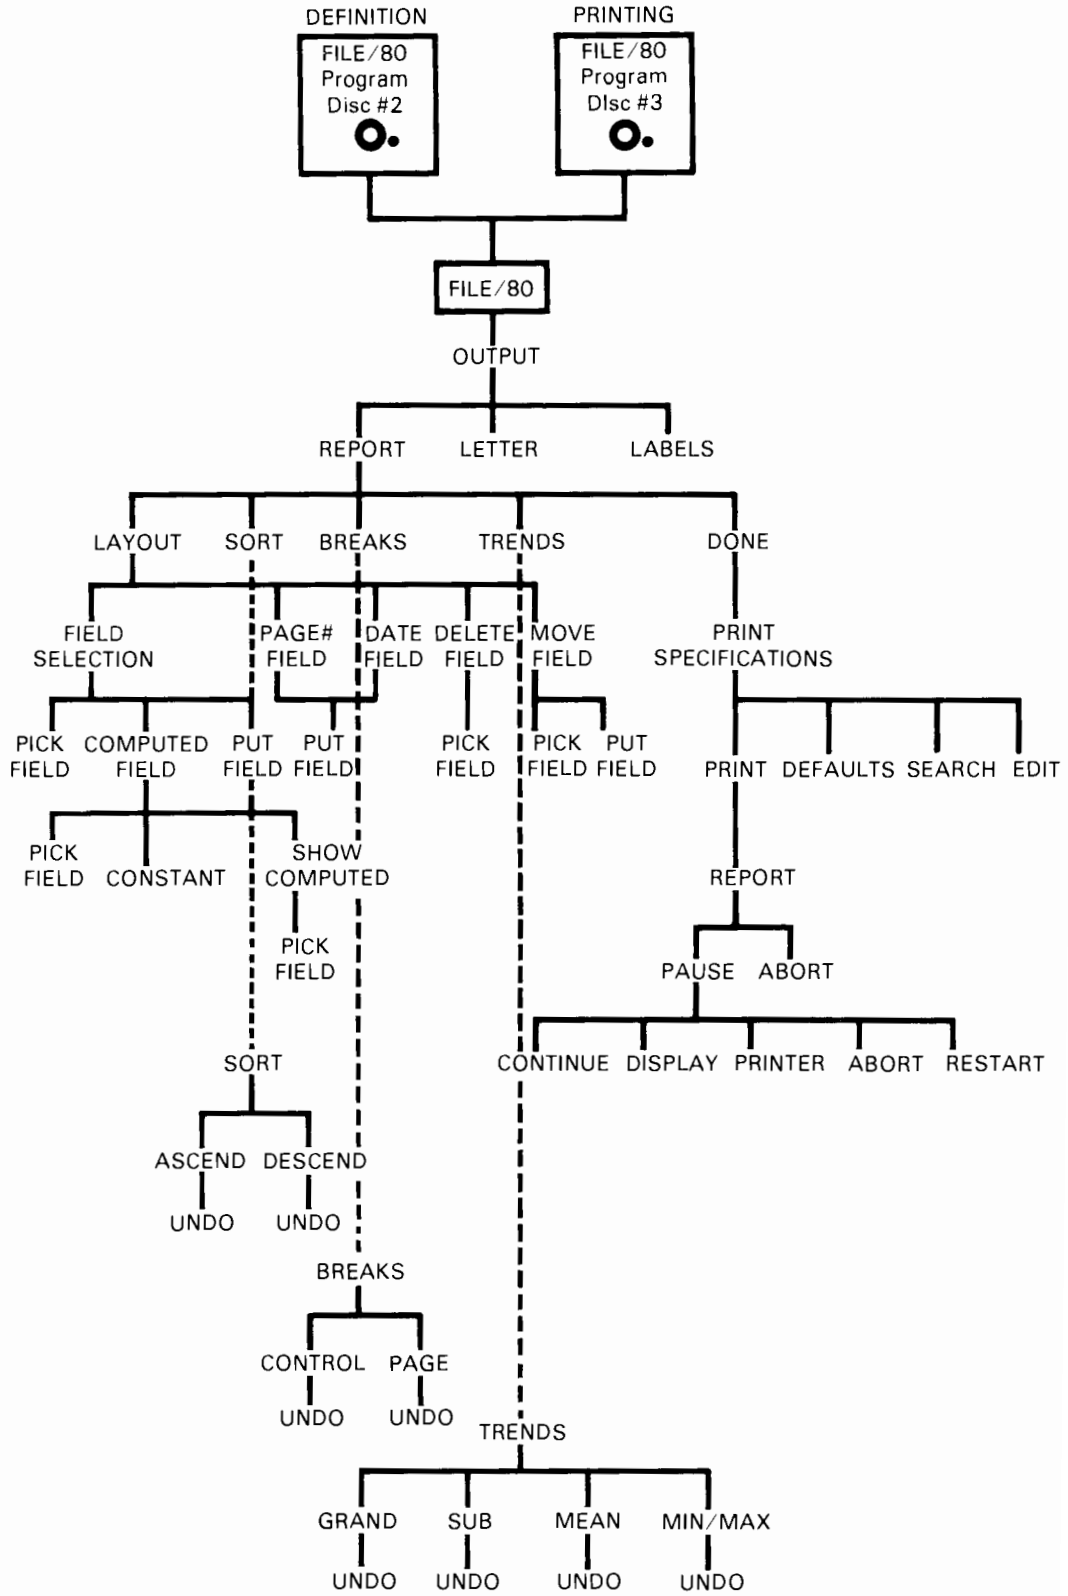 DEFINITION
PRINTING
FILE/80
Program
Disc #2
FILE/80
Program
DIsc #3
FILE/80
OUTPUT
REPORT
LETTER
LABELS
LAYOUT
SORT
BREAKS
TRENDS
DONE
FIELD
SELECTION
PAGE#
FIELD
DATE
FIELD
DELETE
FIELD
MOVE
FIELD
PRINT
SPECIFICATIONS
PICK
FIELD
COMPUTED
FIELD
PUT
FIELD
PUT
FIELD
PICK
FIELD
PICK
FIELD
PUT
FIELD
PRINT
DEFAULTS
SEARCH
EDIT
PICK
FIELD
CONSTANT
SHOW
COMPUTED
REPORT
PICK
FIELD
PAUSE
ABORT
SORT
CONTINUE
DISPLAY
PRINTER
ABORT
RESTART
ASCEND
DESCEND
UNDO
UNDO
BREAKS
CONTROL
PAGE
UNDO
UNDO
TRENDS
GRAND
SUB
MEAN
MIN/MAX
UNDO
UNDO
UNDO
UNDO